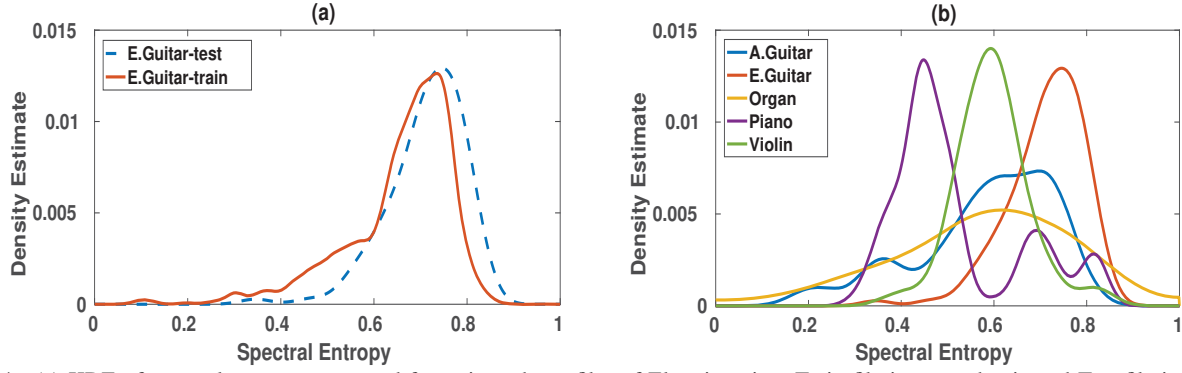 (a)
0.015
0.01
0.005
0
Density Estimate
E.Guitar-test
E.Guitar-train
0 0.2 0.4 0.6 0.8 1
Spectral Entropy
(b)
0.015
0.01
0.005
0
Density Estimate
A.Guitar
E.Guitar
Organ
Piano
Violin
0 0.2 0.4 0.6 0.8 1
Spectral Entropy